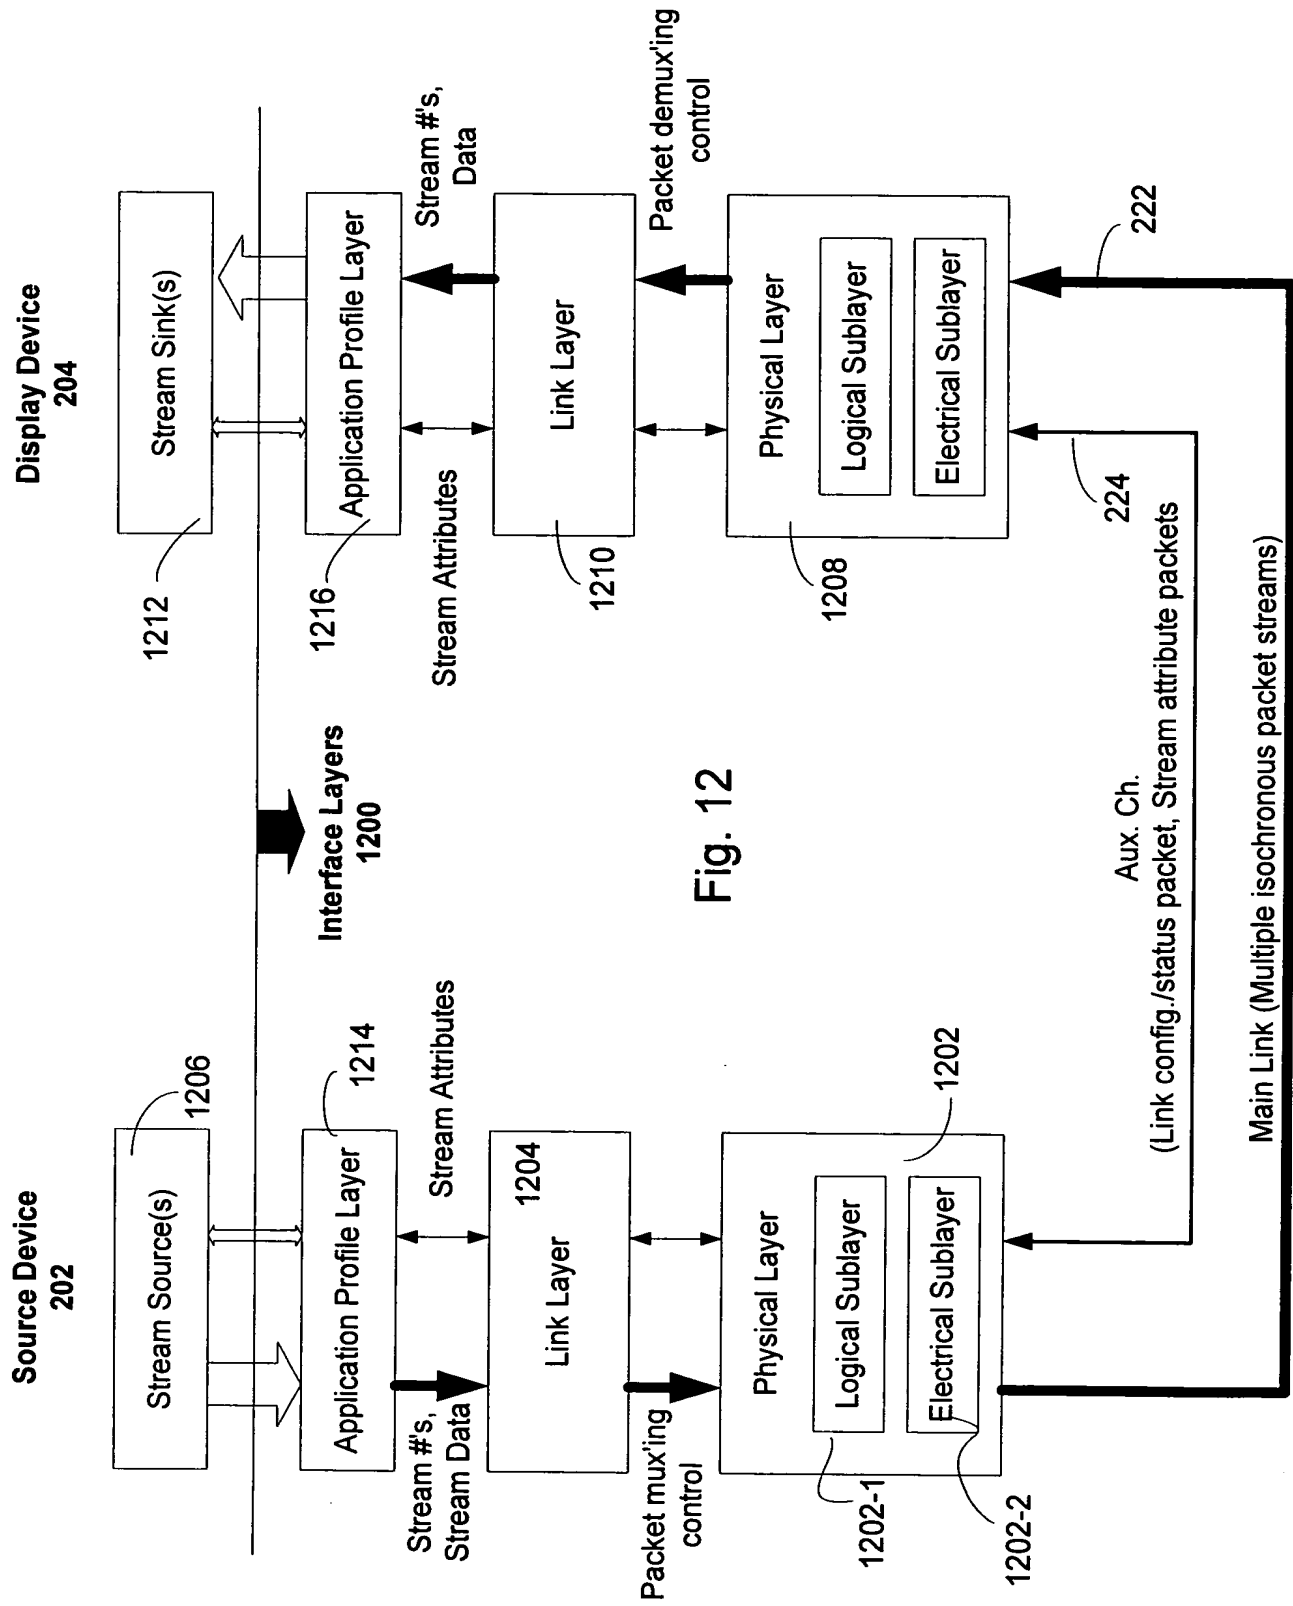 Source Device
202
Display Device
204
Stream Source(s)
1206
Stream Sink(s)
1212
Interface Layers
1200
Application Profile Layer
1214
Application Profile Layer
1216
Stream #'s,
Stream Data
Stream Attributes
Stream Attributes
Stream #'s,
Data
Link Layer
1204
Link Layer
1210
Packet mux'ing
control
Packet demux'ing
control
Fig. 12
Physical Layer
1202
Logical Sublayer
Electrical Sublayer
1202-1
1202-2
Physical Layer
1208
Logical Sublayer
Electrical Sublayer
224
222
Aux. Ch.
(Link config./status packet, Stream attribute packets
Main Link (Multiple isochronous packet streams)